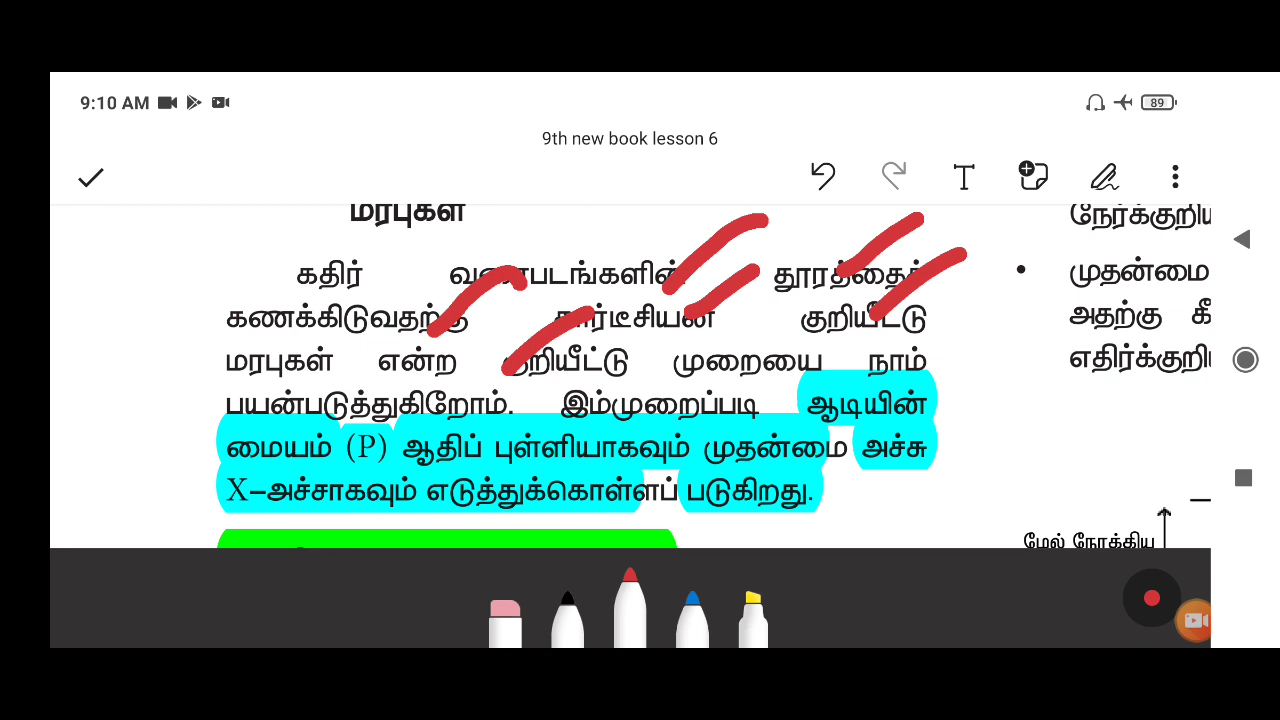 9:10 AM
89
9th new book lesson 6
மரபுகள்
கதிர் வரைபடங்களின் தூரத்தைக்
கணக்கிடுவதற்கு கார்டீசியன் குறியீட்டு
மரபுகள் என்ற குறியீட்டு முறையை நாம்
பயன்படுத்துகிறோம். இம்முறைப்படி ஆடியின்
மையம் (P) ஆதிப் புள்ளியாகவும் முதன்மை அச்சு
X–அச்சாகவும் எடுத்துக்கொள்ளப் படுகிறது.
நேர்க்குறிய
• முதன்மை
அதற்கு கீ
எதிர்க்குறி
மேல் நோக்கிய